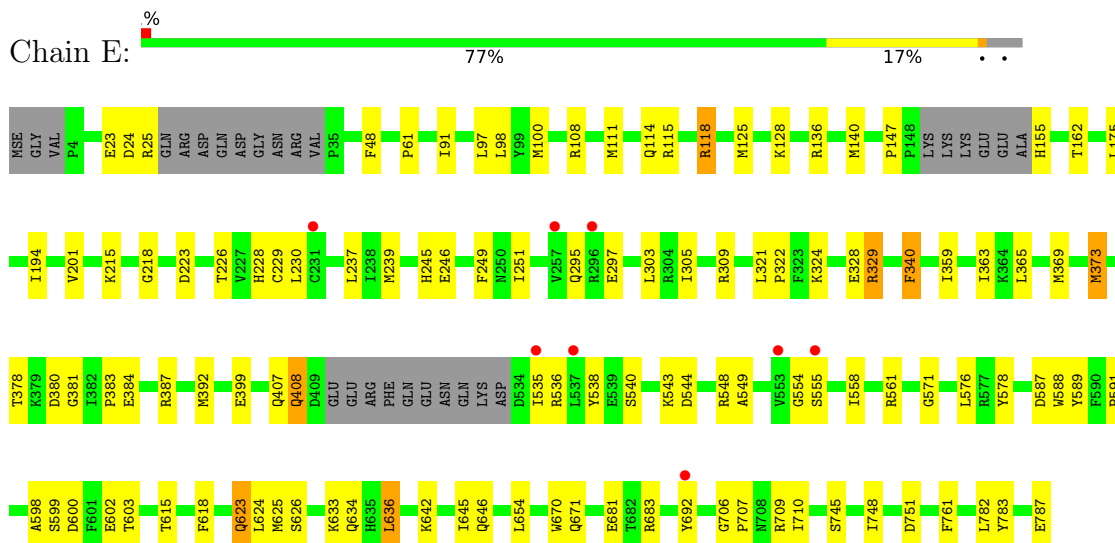 .%
Chain E:
77% 17% • •
MSE GLY VAL P4 E23 D24 R25 GLN ARG ASP GLN ASP GLY ASN ARG VAL P35 F48 P61 I91 L97 L98 Y99 M100 R108 M111 Q114 R115 R118 M125 K128 R136 M140 P147 P148 LYS LYS LYS GLU GLU ALA H155 T162 L175
I194 V201 K215 G218 D223 T226 V227 H228 C229 L230 C231 L237 I238 M239 H245 E246 F249 N250 I251 V257 Q295 R296 E297 L303 R304 I305 R309 L321 P322 F323 K324 E328 R329 F340 I359 I363 K364 L365 M369 M373
T378 K379 D380 G381 I382 P383 E384 R387 M392 E399 Q407 Q408 D409 GLU GLU ARG PHE GLN GLU ASN GLN LYS ASP D534 I535 R536 L537 Y538 E539 S540 K543 D544 R548 A549 V553 G554 S555 I558 R561 G571 L576 R577 Y578 D587 W588 Y589 F590 P591
A598 S599 D600 F601 E602 T603 T615 F618 Q623 L624 M625 S626 K633 Q634 H635 L636 K642 I645 Q646 L654 W670 Q671 E681 T682 R683 Y692 G706 P707 N708 R709 I710 S745 I748 D751 F761 L782 Y783 E787